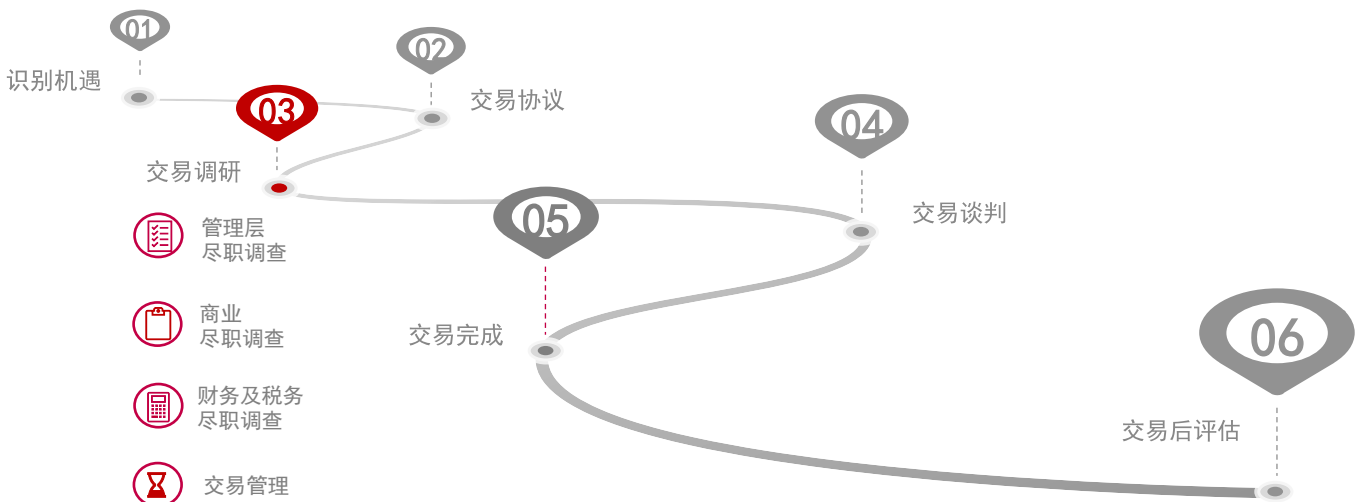 01
识别机遇
02
交易协议
03
交易调研
管理层
尽职调查
商业
尽职调查
财务及税务
尽职调查
交易管理
04
交易谈判
05
交易完成
06
交易后评估